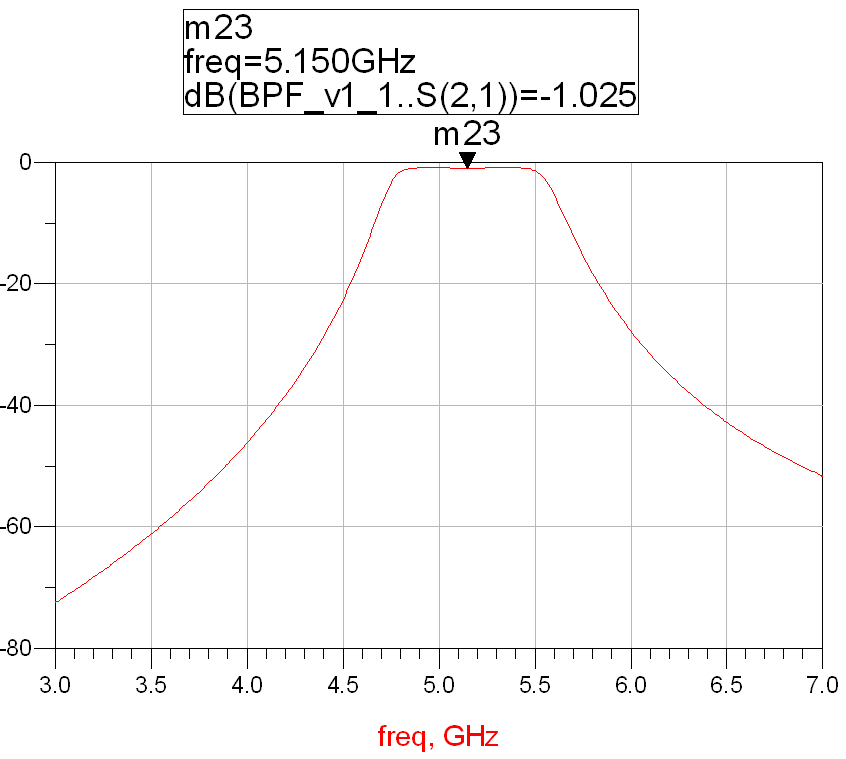 m23
freq=5.150GHz
dB(BPF_v1_1..S(2,1))=-1.025
m23
0
-20
-40
-60
-80
3.0 3.5 4.0 4.5 5.0 5.5 6.0 6.5 7.0
freq, GHz